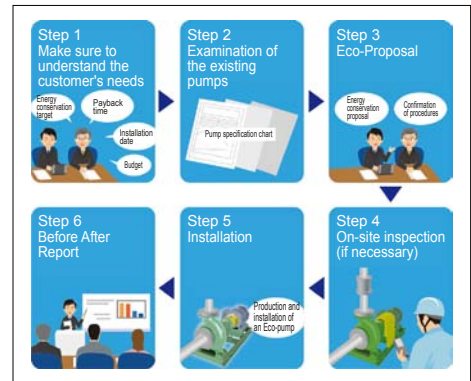 Step 1
Make sure to
understand the
customer's needs
Energy
conservation
target
Payback
time
Installation
date
Budget
Step 2
Examination of
the existing
pumps
Pump specification chart
Step 3
Eco-Proposal
Energy
conservation
proposal
Confirmation
of procedures
Step 4
On-site inspection
(if necessary)
Step 5
Installation
Production and
installation of
an Eco-pump
Step 6
Before After
Report